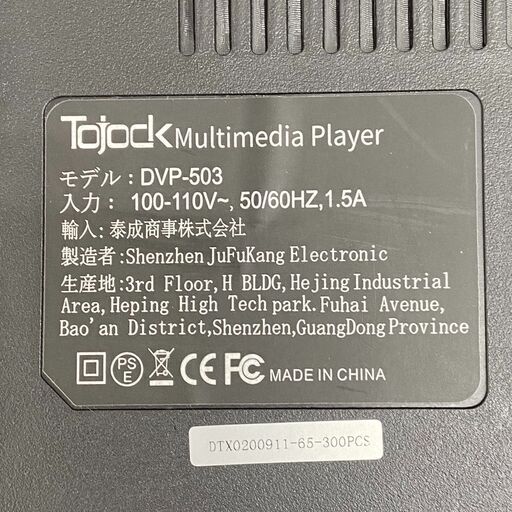 Tojock Multimedia Player
モデル : DVP-503
入力 : 100-110V~, 50/60HZ,1.5A
輸入 : 泰成商事株式会社
製造者 : Shenzhen JuFuKang Electronic
生産地:3rd Floor,H BLDG,Hejing Industrial
Area,Heping High Tech park. Fuhai Avenue,
Bao'an District,Shenzhen,GuangDong Province
PSE CE FC MADE IN CHINA
DTX0200911-65-300PCS